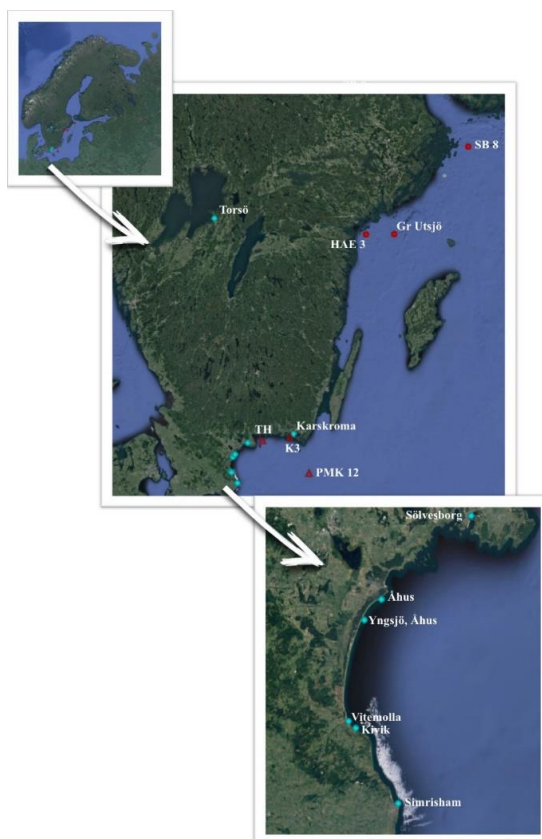 SB 8
Torsö
Gr Utsjö
HAE 3
Karskroma
TH
K3
PMK 12
Sölvesborg
Åhus
Yngsjö, Åhus
Vitemolla
Kivik
Simrisham